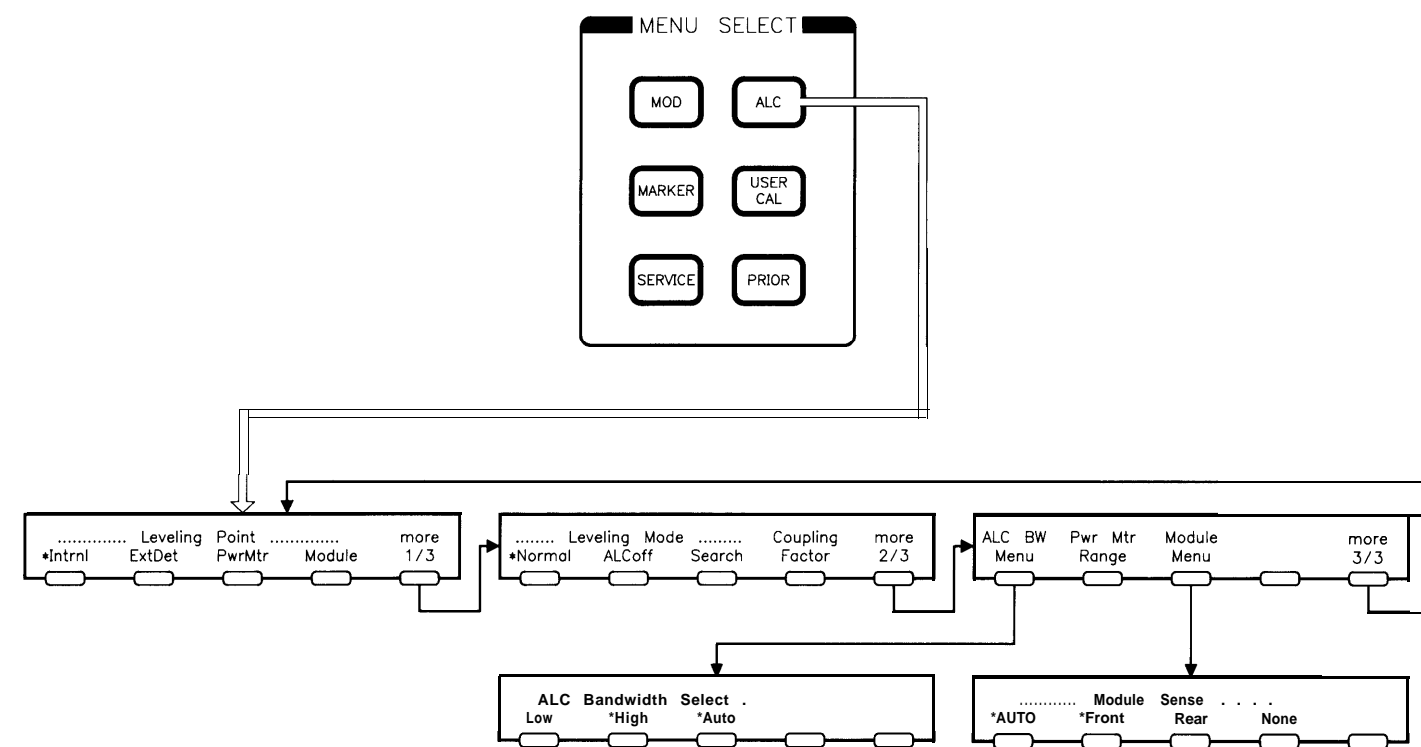 MENU SELECT
MOD ALC
MARKER USER CAL
SERVICE PRIOR
.............. Leveling Point .............. more
*Intrnl ExtDet PwrMtr Module 1/3
........ Leveling Mode ......... Coupling more
*Normal ALCoff Search Factor 2/3
ALC BW Pwr Mtr Module more
Menu Range Menu 3/3
ALC Bandwidth Select .
Low *High *Auto
............ Module Sense . . . .
*AUTO *Front Rear None